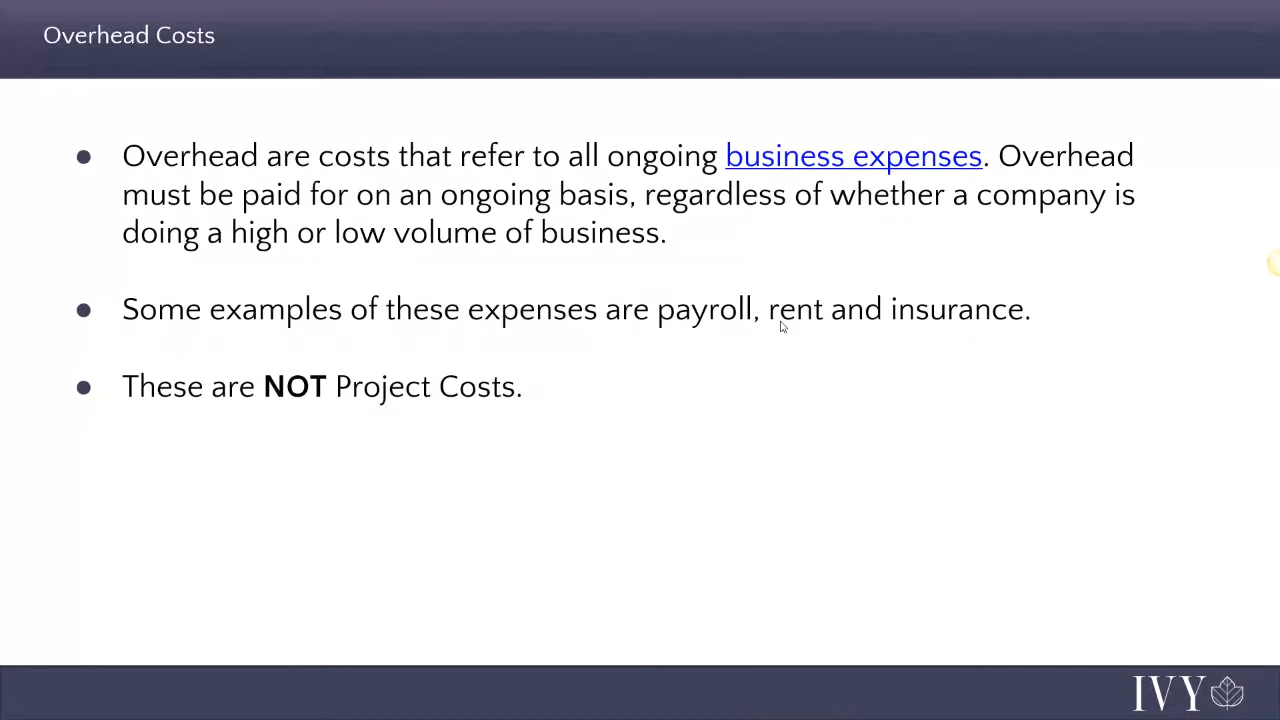 Overhead Costs
● Overhead are costs that refer to all ongoing business expenses. Overhead
must be paid for on an ongoing basis, regardless of whether a company is
doing a high or low volume of business.
● Some examples of these expenses are payroll, rent and insurance.
● These are NOT Project Costs.
IVY